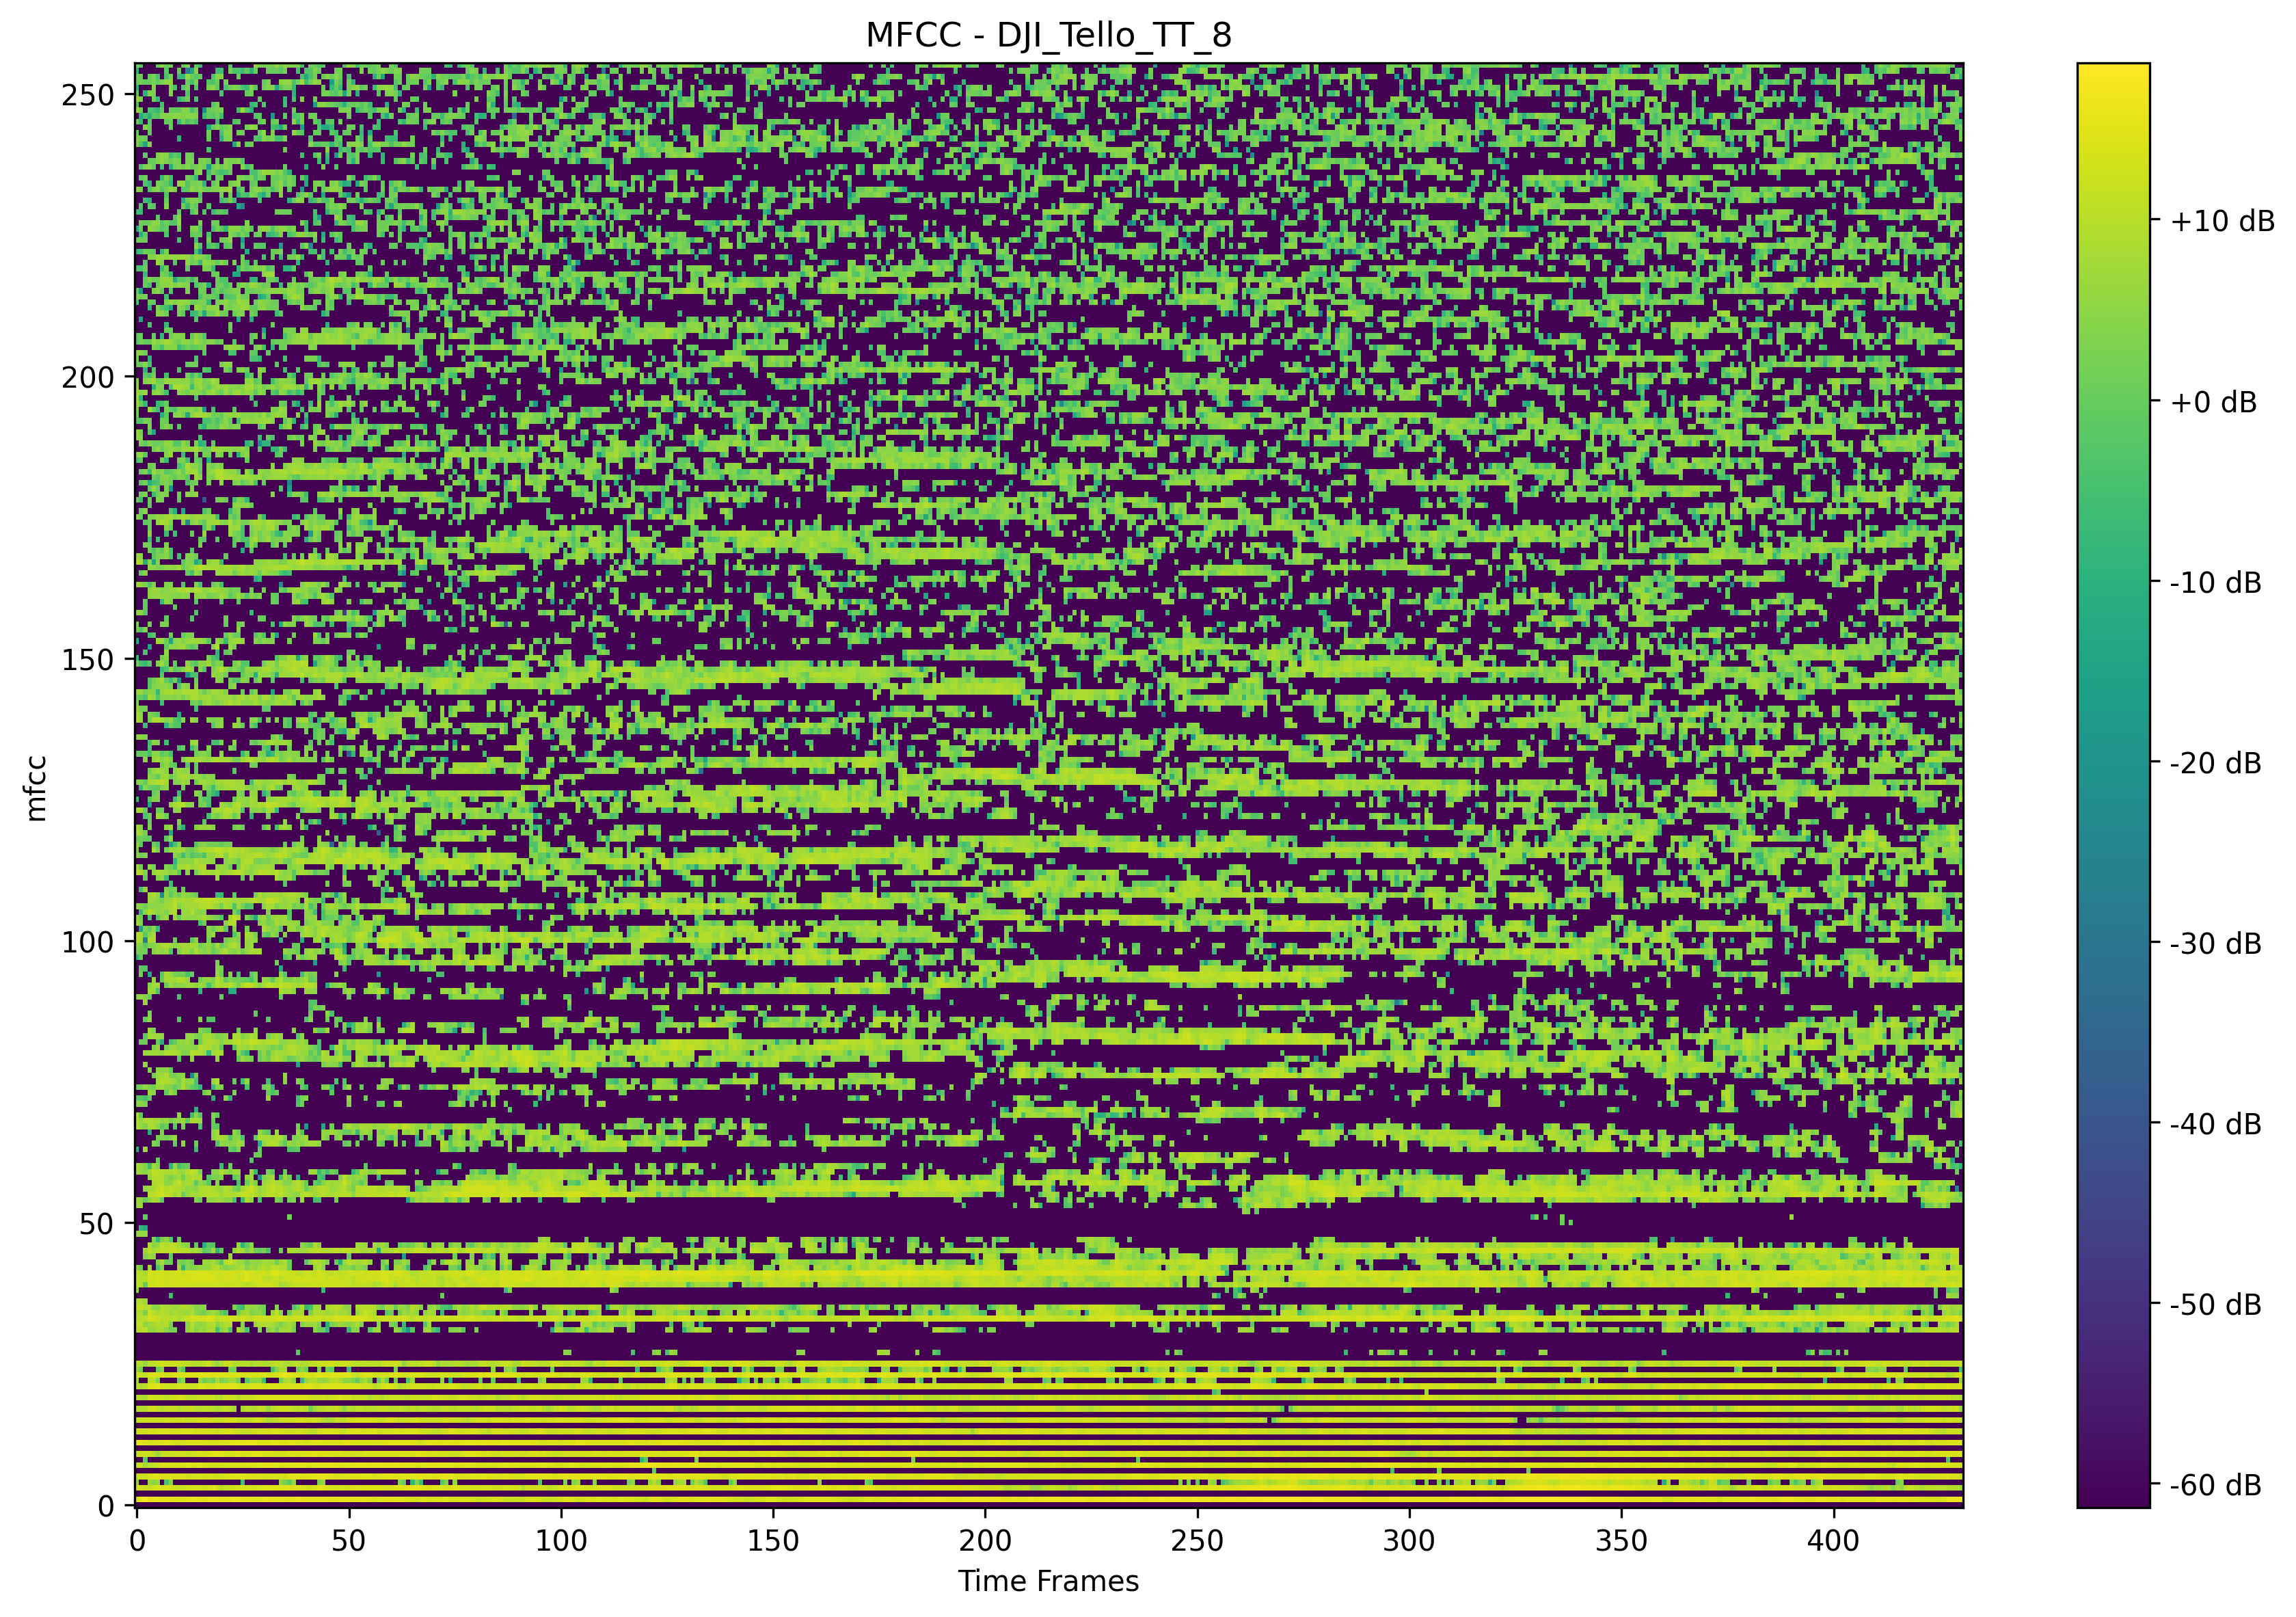 MFCC - DJI_Tello_TT_8
250
200
150
100
50
0
mfcc
0 50 100 150 200 250 300 350 400
Time Frames
+10 dB
+0 dB
-10 dB
-20 dB
-30 dB
-40 dB
-50 dB
-60 dB